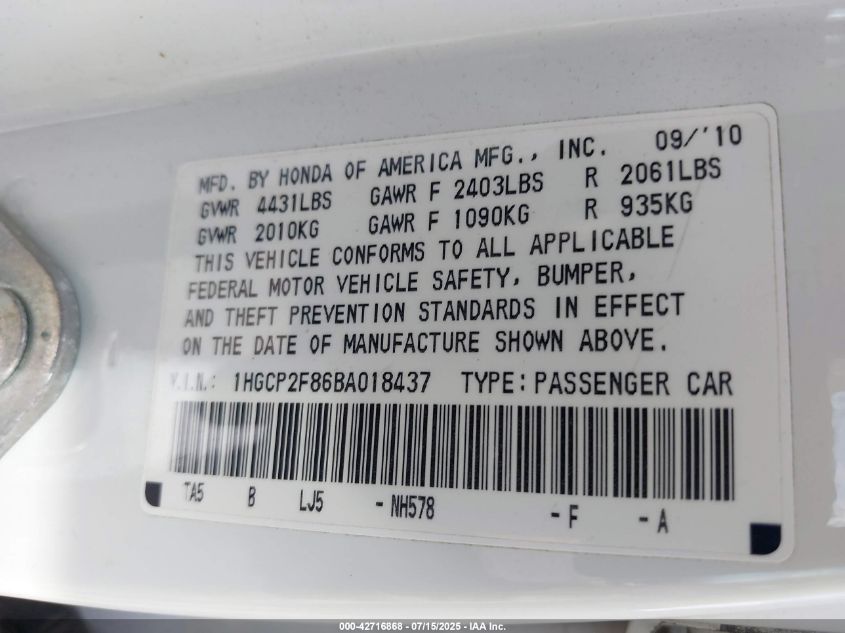 MFD. BY HONDA OF AMERICA MFG., INC. 09/'10
GVWR 4431LBS GAWR F 2403LBS R 2061LBS
GVWR 2010KG GAWR F 1090KG R 935KG
THIS VEHICLE CONFORMS TO ALL APPLICABLE
FEDERAL MOTOR VEHICLE SAFETY, BUMPER,
AND THEFT PREVENTION STANDARDS IN EFFECT
ON THE DATE OF MANUFACTURE SHOWN ABOVE.
V.I.N.: 1HGCP2F86BA018437 TYPE:PASSENGER CAR
TA5 B LJ5 -NH578 -F -A
000-42716868 - 07/15/2025 - IAA Inc.